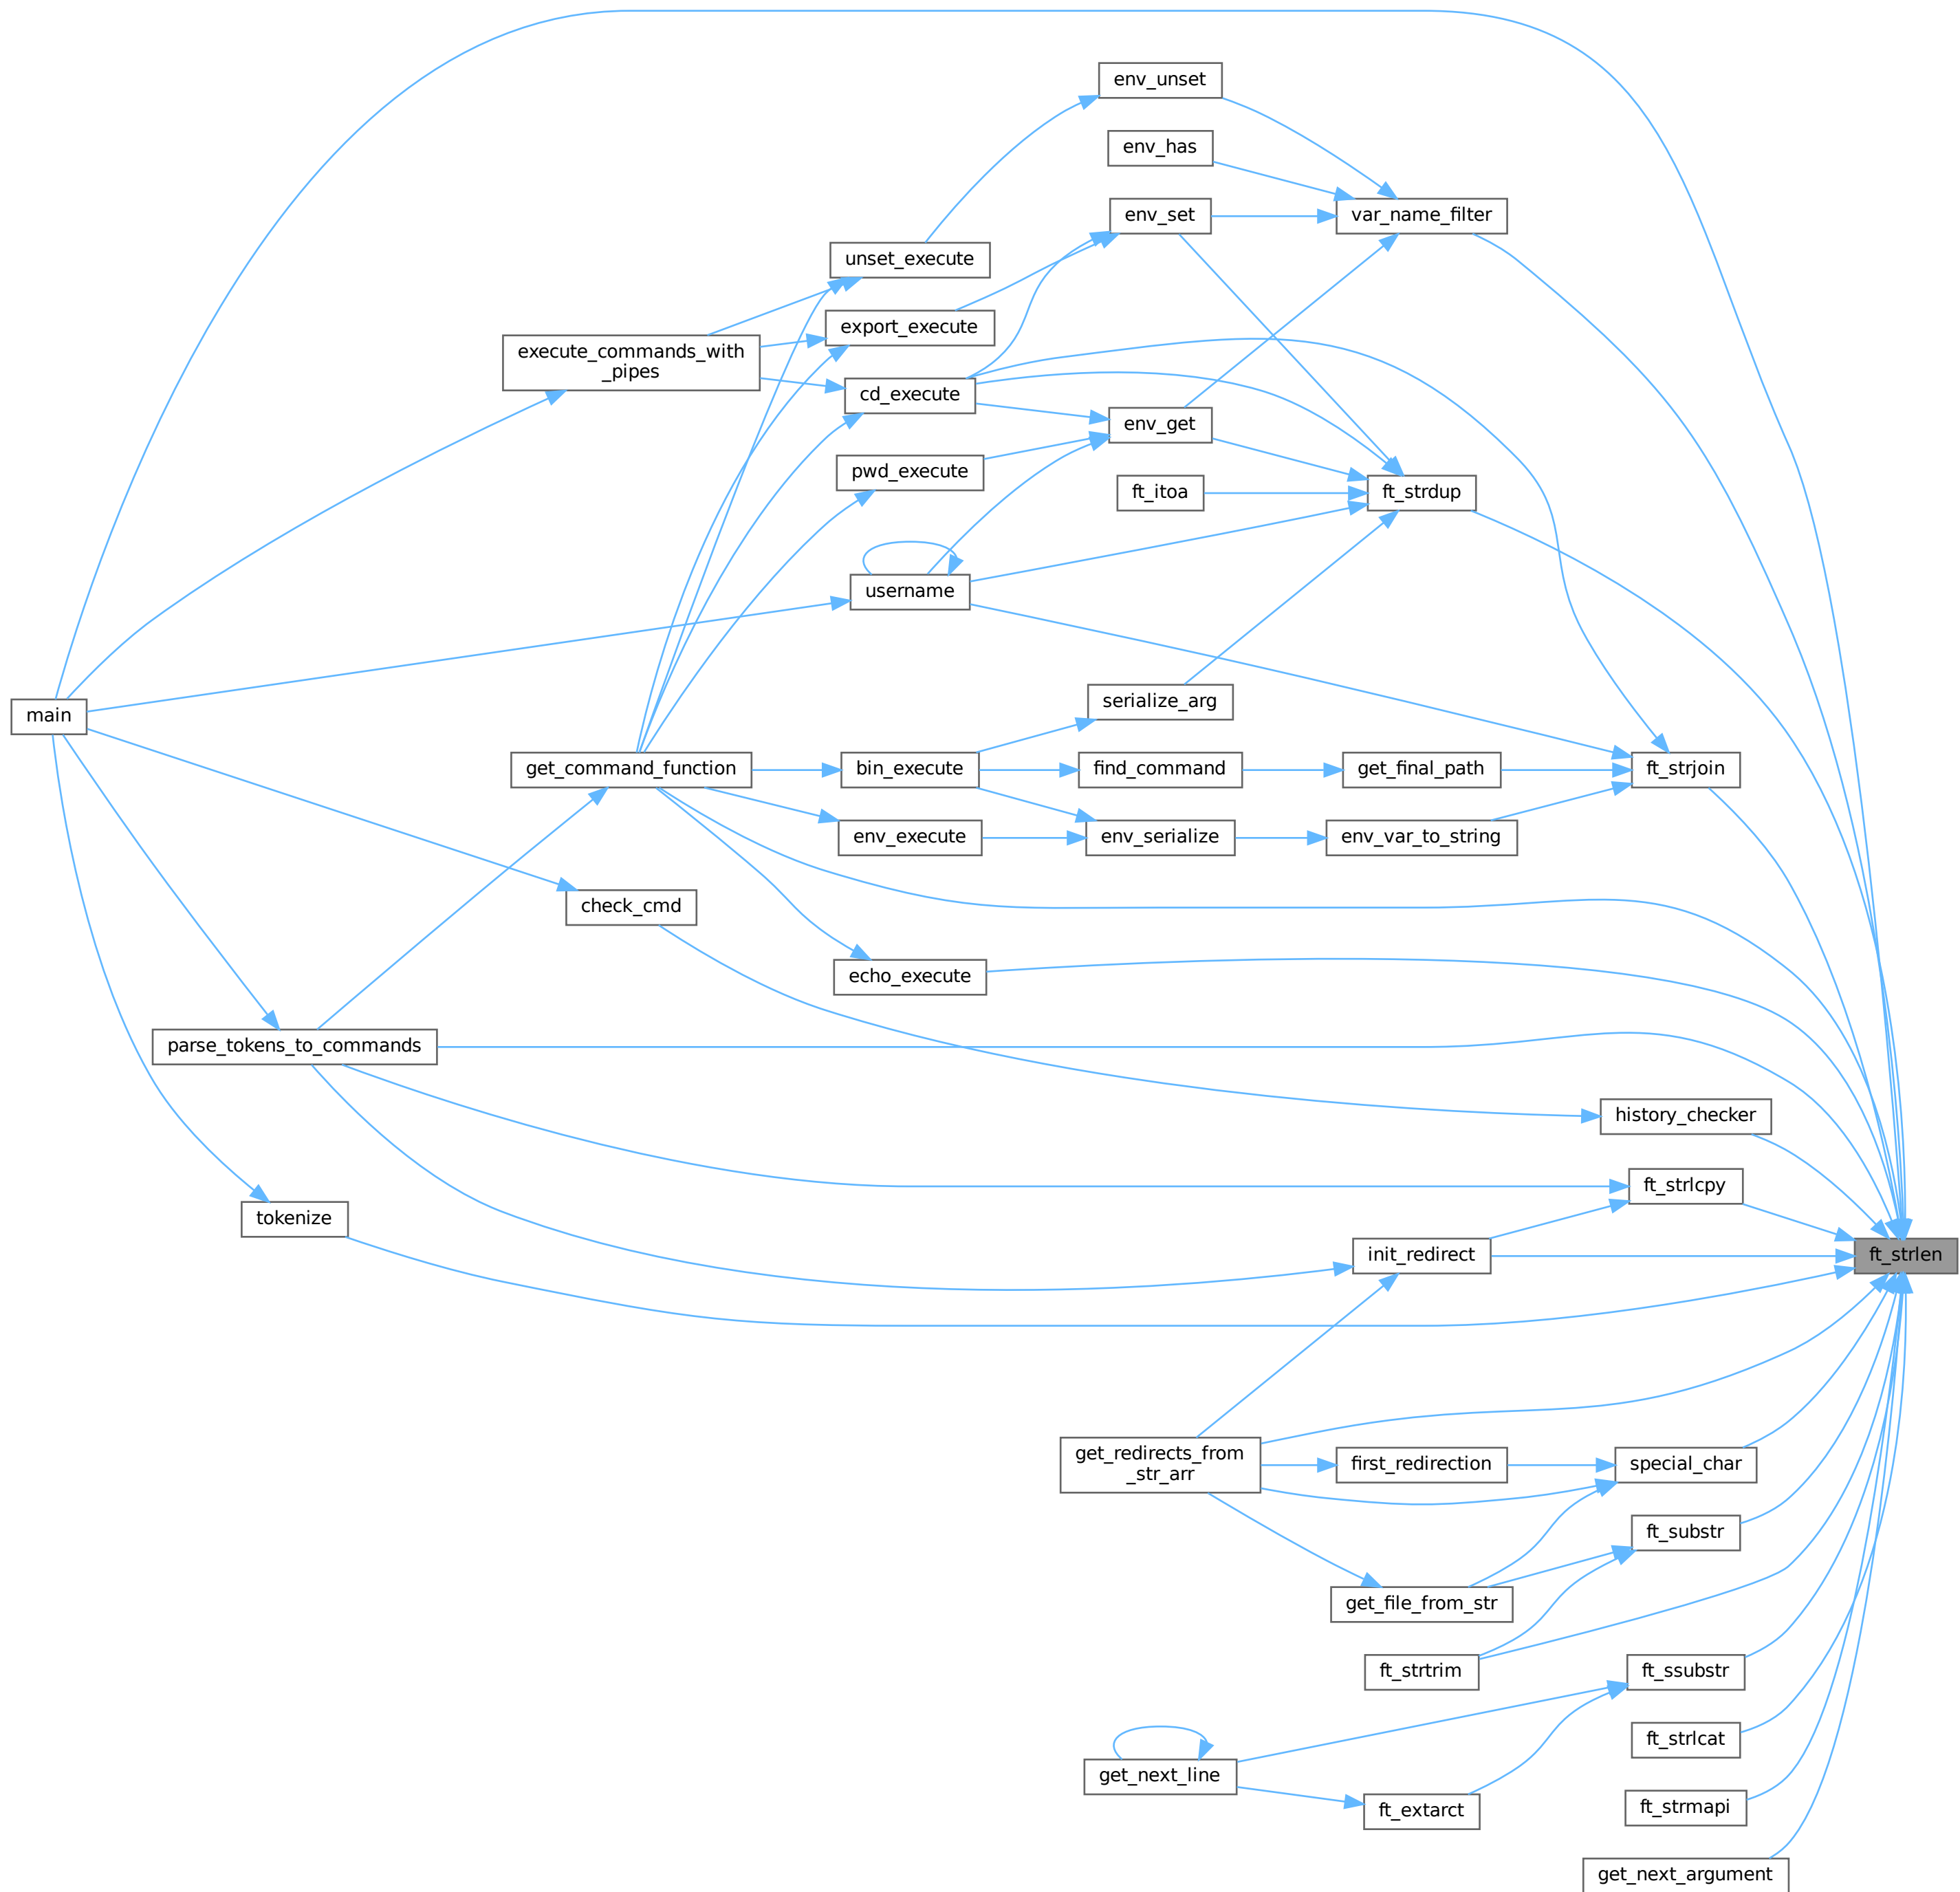 env_unset
env_has
env_set
var_name_filter
unset_execute
export_execute
execute_commands_with
_pipes
cd_execute
env_get
pwd_execute
ft_itoa
ft_strdup
username
serialize_arg
main
get_command_function
bin_execute
find_command
get_final_path
ft_strjoin
env_execute
env_serialize
env_var_to_string
check_cmd
echo_execute
parse_tokens_to_commands
history_checker
ft_strlcpy
tokenize
init_redirect
ft_strlen
get_redirects_from
_str_arr
first_redirection
special_char
ft_substr
get_file_from_str
ft_strtrim
ft_ssubstr
ft_strlcat
get_next_line
ft_extarct
ft_strmapi
get_next_argument